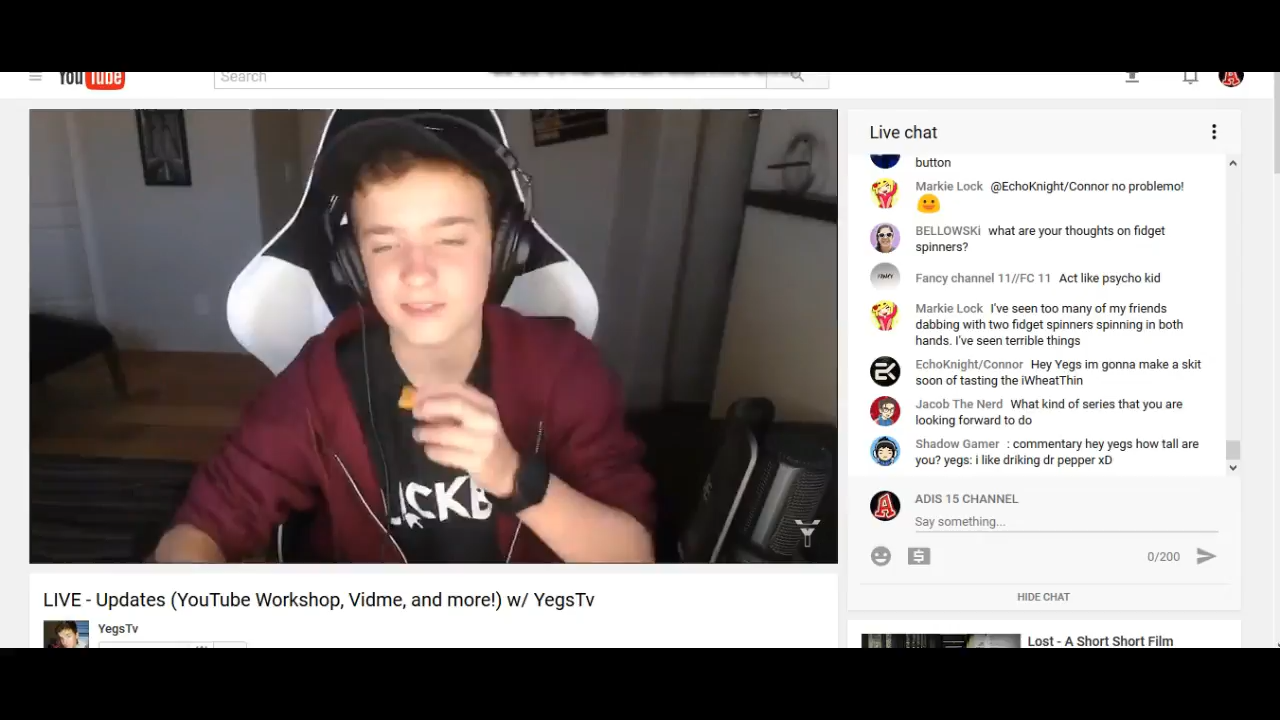 YouTube
Search
LIVE - Updates (YouTube Workshop, Vidme, and more!) w/ YegsTv
YegsTv
Live chat
button
Markie Lock @EchoKnight/Connor no problemo!
BELLOWSKi what are your thoughts on fidget
spinners?
Fancy channel 11//FC 11 Act like psycho kid
Markie Lock I've seen too many of my friends
dabbing with two fidget spinners spinning in both
hands. I've seen terrible things
EchoKnight/Connor Hey Yegs im gonna make a skit
soon of tasting the iWheatThin
Jacob The Nerd What kind of series that you are
looking forward to do
Shadow Gamer : commentary hey yegs how tall are
you? yegs: i like driking dr pepper xD
ADIS 15 CHANNEL
Say something...
0/200
HIDE CHAT
Lost - A Short Short Film